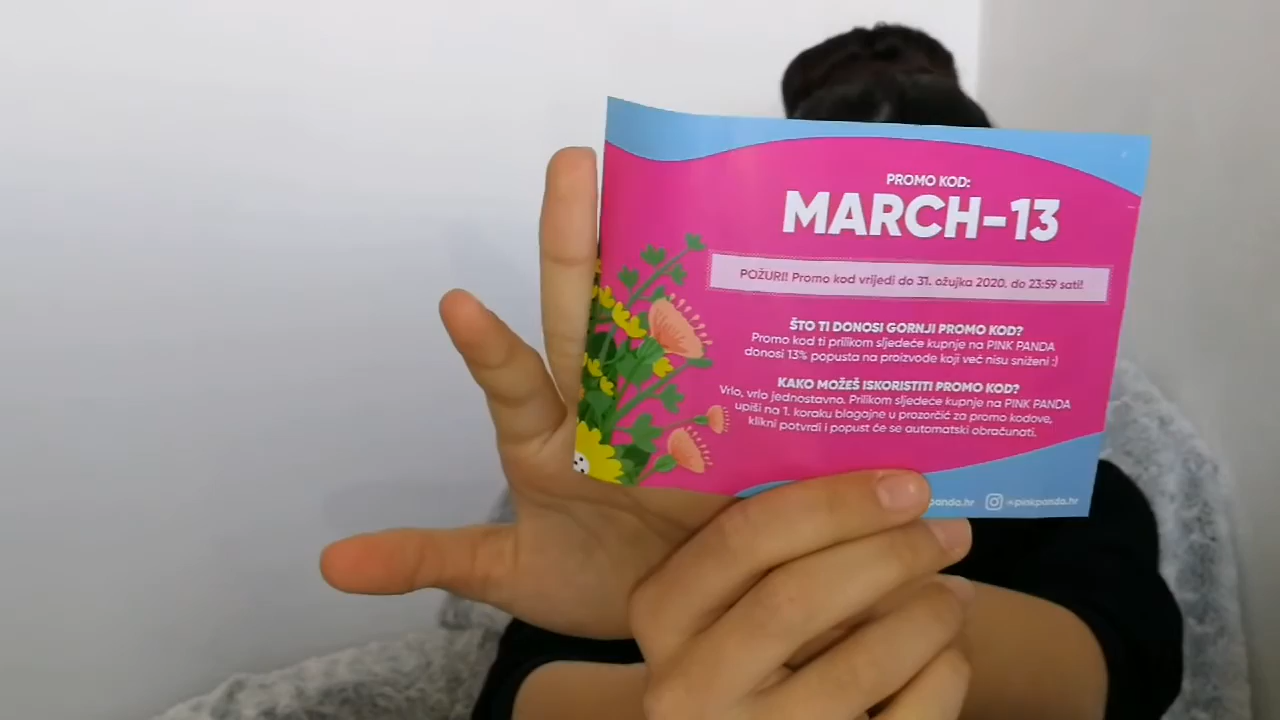 PROMO KOD:
MARCH-13
POŽURI! Promo kod vrijedi do 31. ožujka 2020. do 23:59 sati!
ŠTO TI DONOSI GORNJI PROMO KOD?
Promo kod ti prilikom sljedeće kupnje na PINK PANDA
donosi 13% popusta na proizvode koji već nisu sniženi :)
KAKO MOŽEŠ ISKORISTITI PROMO KOD?
Vrlo, vrlo jednostavno. Prilikom sljedeće kupnje na PINK PANDA
upiši na 1. koraku blagajne u prozorčić za promo kodove,
klikni potvrdi i popust će se automatski obračunati.
panda.hr @pinkpanda.hr